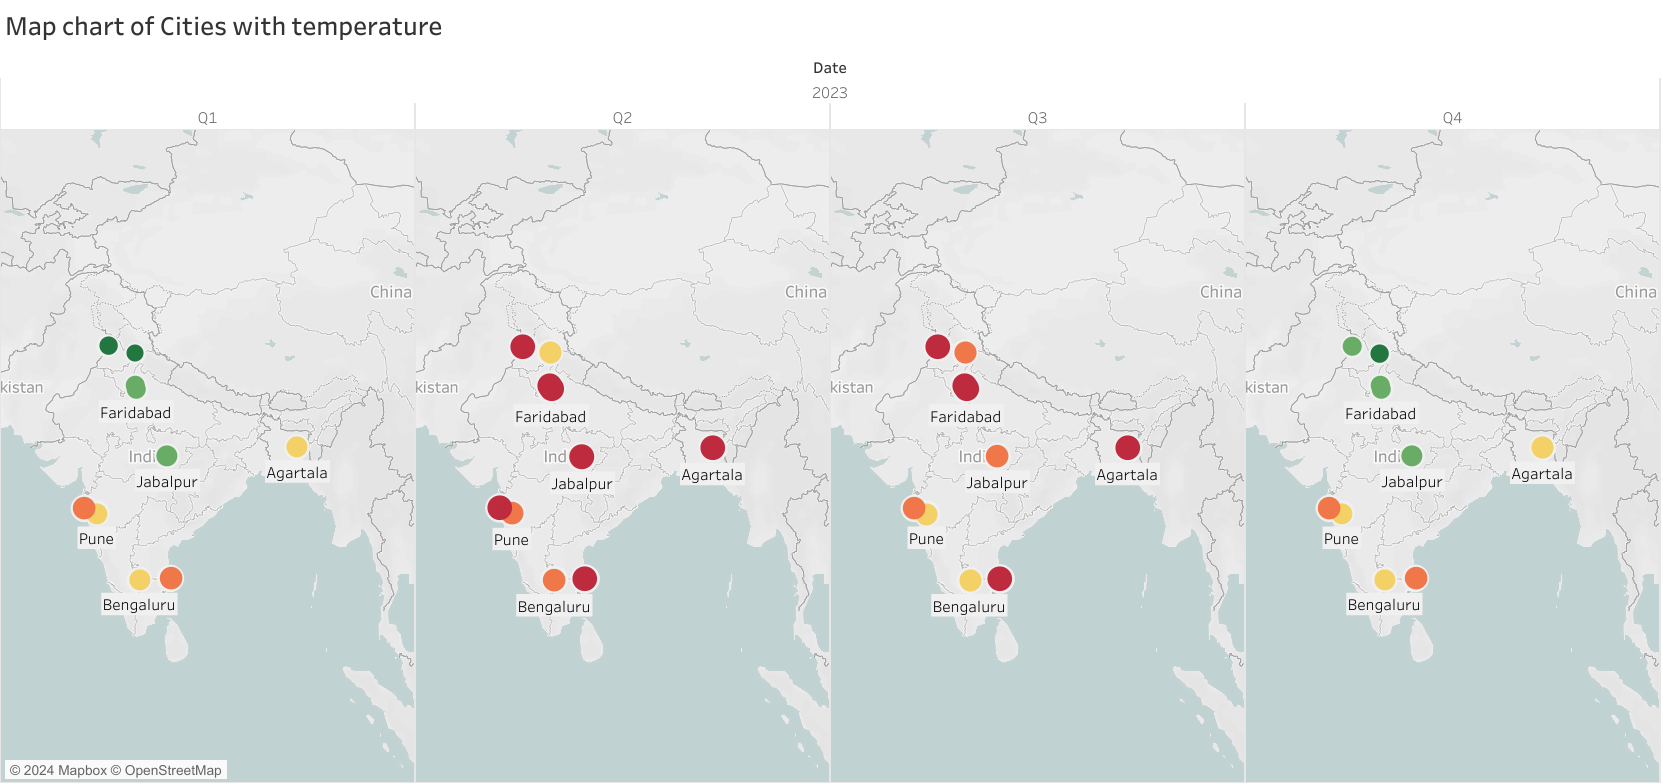 Map chart of Cities with temperature
Date
2023
Q1 Q2 Q3 Q4
China China China China
kistan kistan kistan kistan
Faridabad Faridabad Faridabad Faridabad
Indi Ind Indi Indi
Agartala Agartala Agartala Agartala
Jabalpur Jabalpur Jabalpur Jabalpur
Pune Pune Pune Pune
Bengaluru Bengaluru Bengaluru Bengaluru
© 2024 Mapbox © OpenStreetMap